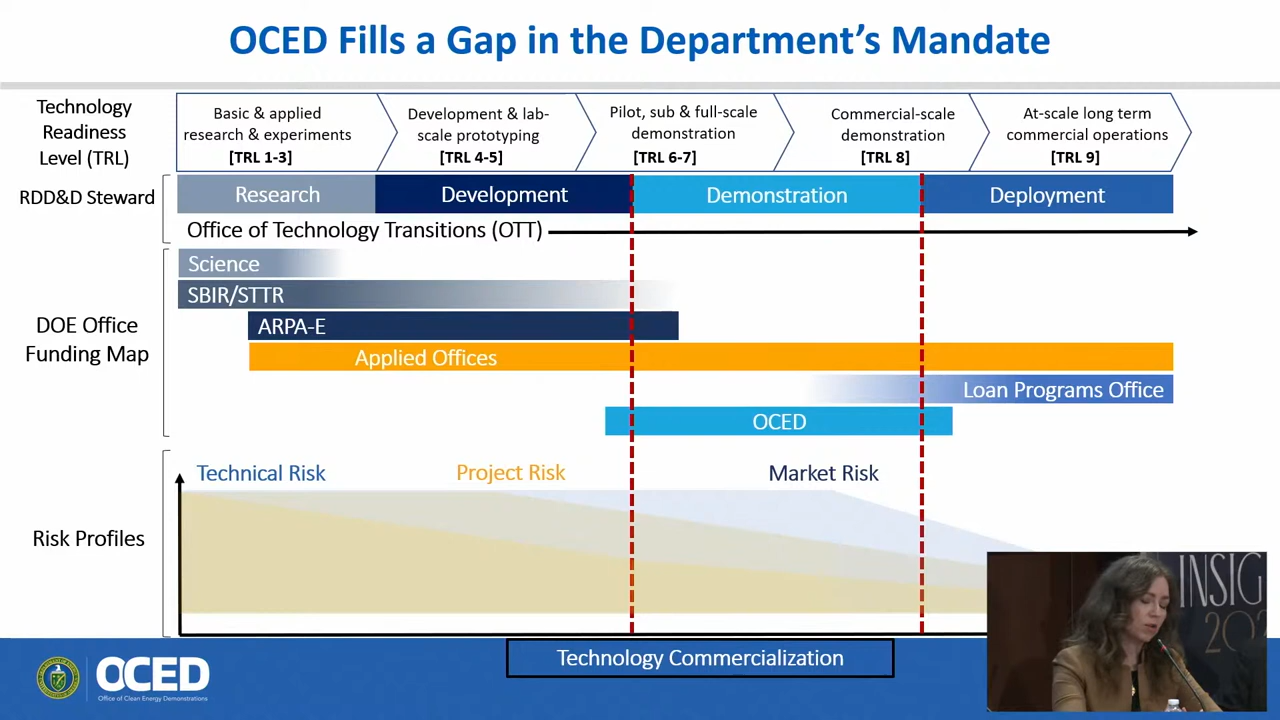 OCED Fills a Gap in the Department's Mandate
Technology
Readiness
Level (TRL)
Basic & applied
research & experiments
[TRL 1-3]
Development & lab-
scale prototyping
[TRL 4-5]
Pilot, sub & full-scale
demonstration
[TRL 6-7]
Commercial-scale
demonstration
[TRL 8]
At-scale long term
commercial operations
[TRL 9]
RDD&D Steward
Research
Development
Demonstration
Deployment
Office of Technology Transitions (OTT)
DOE Office
Funding Map
Science
SBIR/STTR
ARPA-E
Applied Offices
Loan Programs Office
OCED
Risk Profiles
Technical Risk
Project Risk
Market Risk
INSIG
202
Technology Commercialization
OCED
Office of Clean Energy Demonstrations